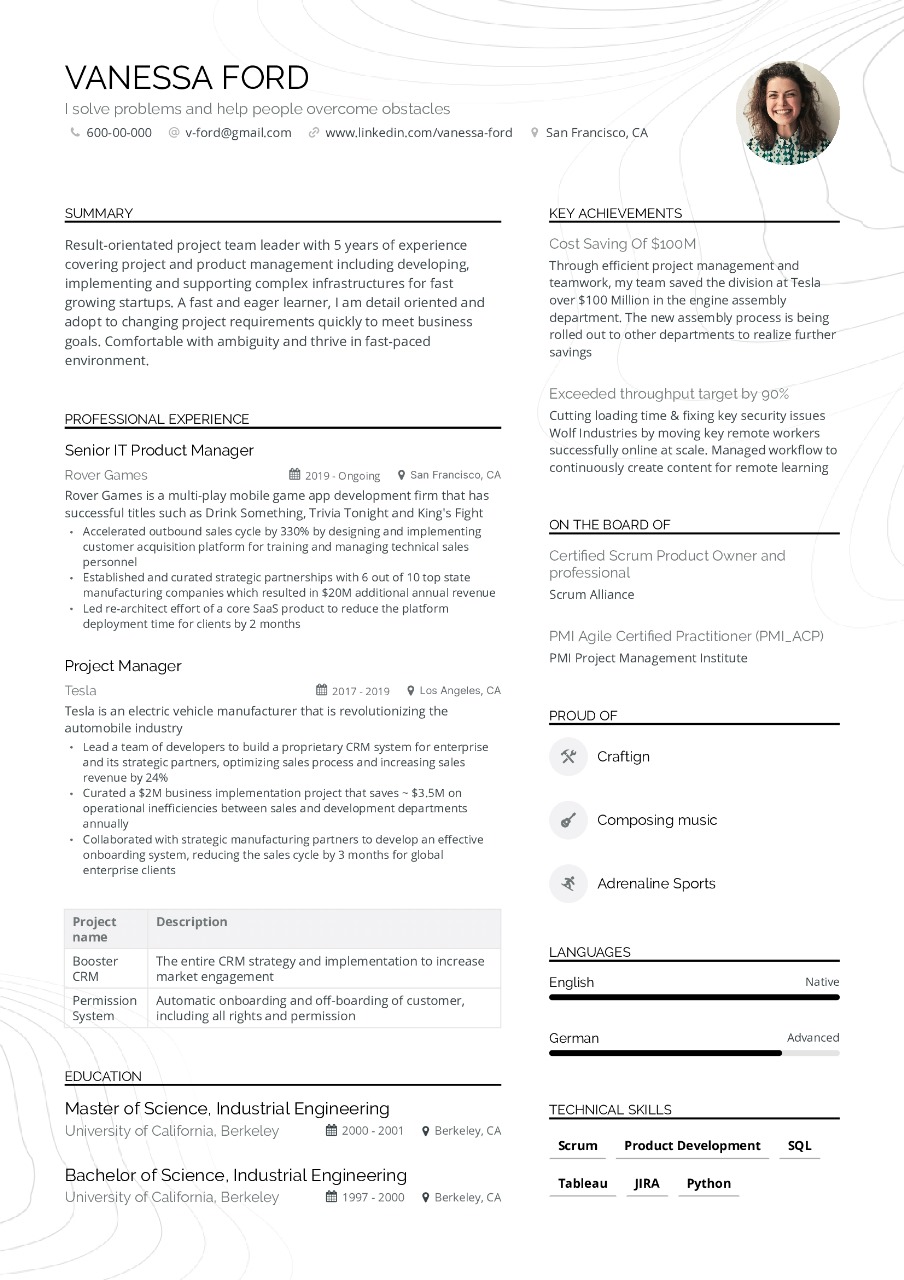 VANESSA FORD
I solve problems and help people overcome obstacles
600-00-000 v-ford@gmail.com www.linkedin.com/vanessa-ford San Francisco, CA
SUMMARY
Result-orientated project team leader with 5 years of experience
covering project and product management including developing,
implementing and supporting complex infrastructures for fast
growing startups. A fast and eager learner, I am detail oriented and
adopt to changing project requirements quickly to meet business
goals. Comfortable with ambiguity and thrive in fast-paced
environment.
PROFESSIONAL EXPERIENCE
Senior IT Product Manager
Rover Games 2019 - Ongoing San Francisco, CA
Rover Games is a multi-play mobile game app development firm that has
successful titles such as Drink Something, Trivia Tonight and King's Fight
• Accelerated outbound sales cycle by 330% by designing and implementing
customer acquisition platform for training and managing technical sales
personnel
• Established and curated strategic partnerships with 6 out of 10 top state
manufacturing companies which resulted in $20M additional annual revenue
• Led re-architect effort of a core SaaS product to reduce the platform
deployment time for clients by 2 months
Project Manager
Tesla 2017 - 2019 Los Angeles, CA
Tesla is an electric vehicle manufacturer that is revolutionizing the
automobile industry
• Lead a team of developers to build a proprietary CRM system for enterprise
and its strategic partners, optimizing sales process and increasing sales
revenue by 24%
• Curated a $2M business implementation project that saves ~ $3.5M on
operational inefficiencies between sales and development departments
annually
• Collaborated with strategic manufacturing partners to develop an effective
onboarding system, reducing the sales cycle by 3 months for global
enterprise clients
Project name Description
Booster CRM The entire CRM strategy and implementation to increase
market engagement
Permission System Automatic onboarding and off-boarding of customer,
including all rights and permission
EDUCATION
Master of Science, Industrial Engineering
University of California, Berkeley 2000 - 2001 Berkeley, CA
Bachelor of Science, Industrial Engineering
University of California, Berkeley 1997 - 2000 Berkeley, CA
KEY ACHIEVEMENTS
Cost Saving Of $100M
Through efficient project management and
teamwork, my team saved the division at Tesla
over $100 Million in the engine assembly
department. The new assembly process is being
rolled out to other departments to realize further
savings
Exceeded throughput target by 90%
Cutting loading time & fixing key security issues
Wolf Industries by moving key remote workers
successfully online at scale. Managed workflow to
continuously create content for remote learning
ON THE BOARD OF
Certified Scrum Product Owner and
professional
Scrum Alliance
PMI Agile Certified Practitioner (PMI_ACP)
PMI Project Management Institute
PROUD OF
Craftign
Composing music
Adrenaline Sports
LANGUAGES
English Native
German Advanced
TECHNICAL SKILLS
Scrum Product Development SQL
Tableau JIRA Python